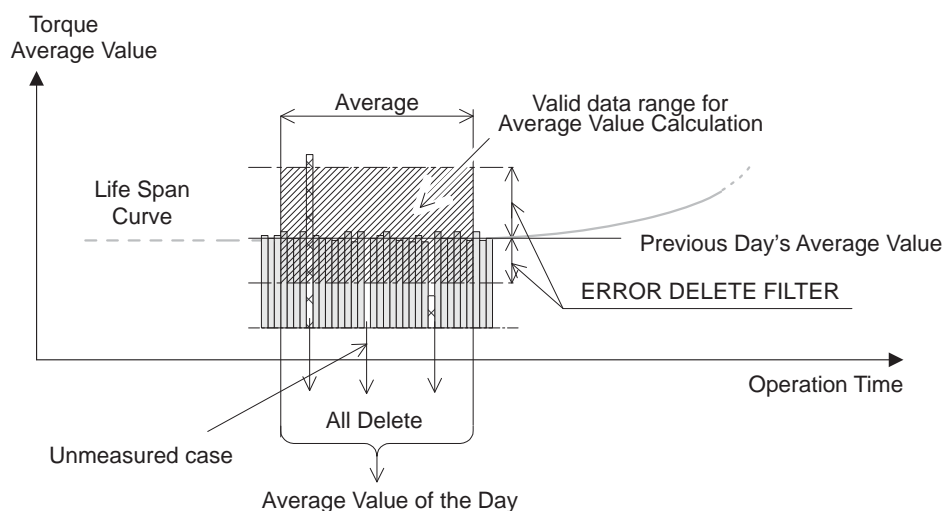 Torque
Average Value
Average
Valid data range for
Average Value Calculation
Life Span
Curve
Previous Day's Average Value
ERROR DELETE FILTER
Operation Time
All Delete
Unmeasured case
Average Value of the Day